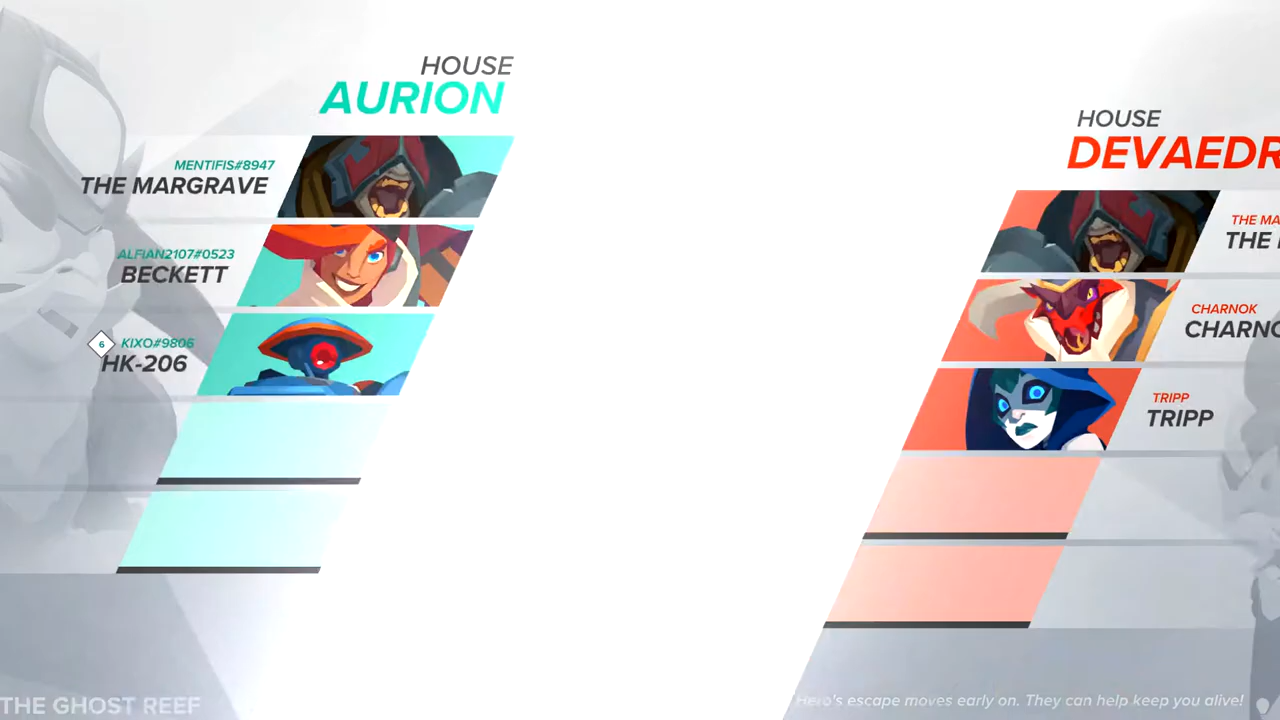 HOUSE
AURION
MENTIFIS#8947
THE MARGRAVE
ALFIAN2107#0523
BECKETT
6
KIXO#9806
HK-206
HOUSE
DEVAEDR
THE MA
THE
CHARNOK
CHARNO
TRIPP
TRIPP
THE GHOST REEF
Hero's escape moves early on. They can help keep you alive!